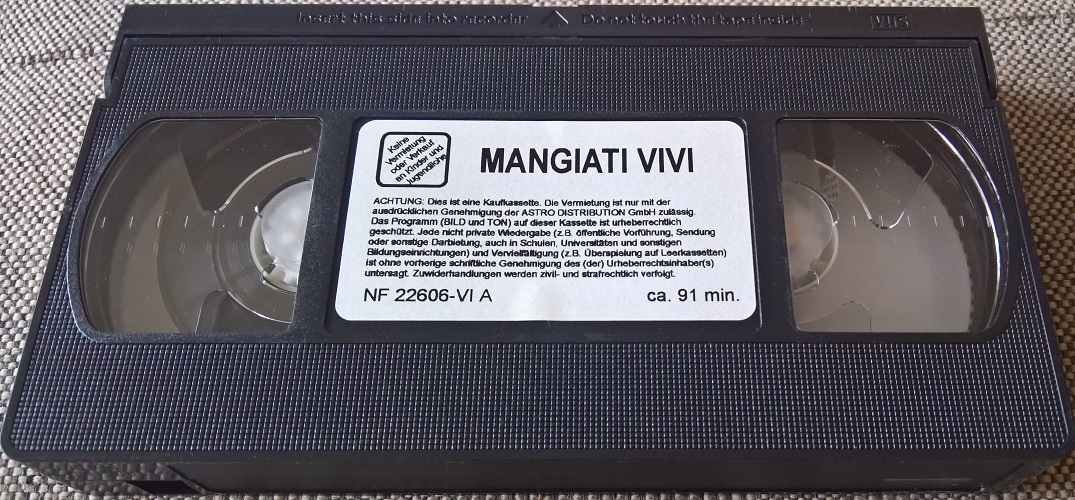 Insert this side into recorder Do not touch the tape inside VHS
Keine
Vermietung
oder Verkauf
an Kinder und
Jugendliche
MANGIATI VIVI
ACHTUNG: Dies ist eine Kaufkassette. Die Vermietung ist nur mit der
ausdrücklichen Genehmigung der ASTRO DISTRIBUTION GmbH zulässig.
Das Programm (BILD und TON) auf dieser Kassette ist urheberrechtlich
geschützt. Jede nicht private Wiedergabe (z.B. öffentliche Vorführung, Sendung
oder sonstige Darbietung, auch in Schulen, Universitäten und sonstigen
Bildungseinrichtungen) und Vervielfältigung (z.B. Überspielung auf Leerkassetten)
ist ohne vorherige schriftliche Genehmigung des (der) Urheberrechtsinhaber(s)
untersagt. Zuwiderhandlungen werden zivil- und strafrechtlich verfolgt.
NF 22606-VI A ca. 91 min.